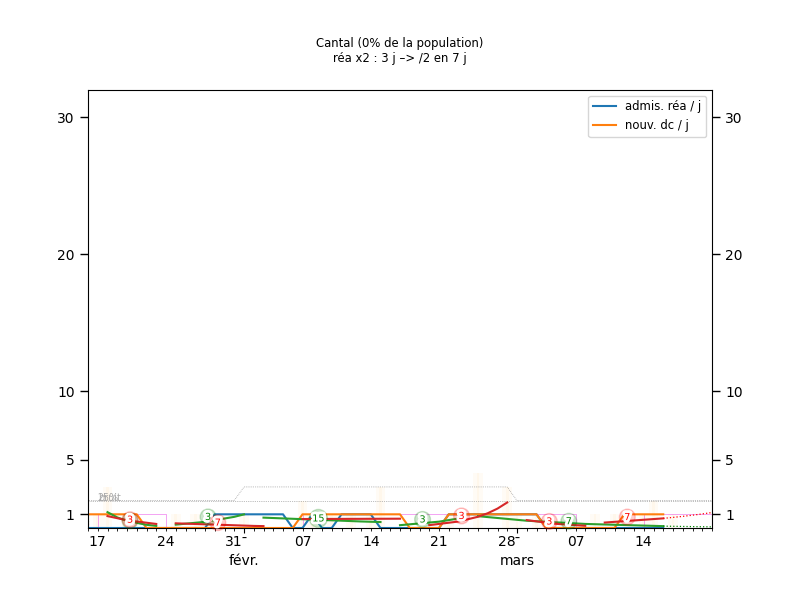 Cantal (0% de la population)
réa x2 : 3 j –> /2 en 7 j
admis. réa / j
nouv. dc / j
30 30
20 20
10 10
5 5
1 1
3 3 7 15 3 3 3 7 7
17 24 31 07 14 21 28 07 14
févr. mars